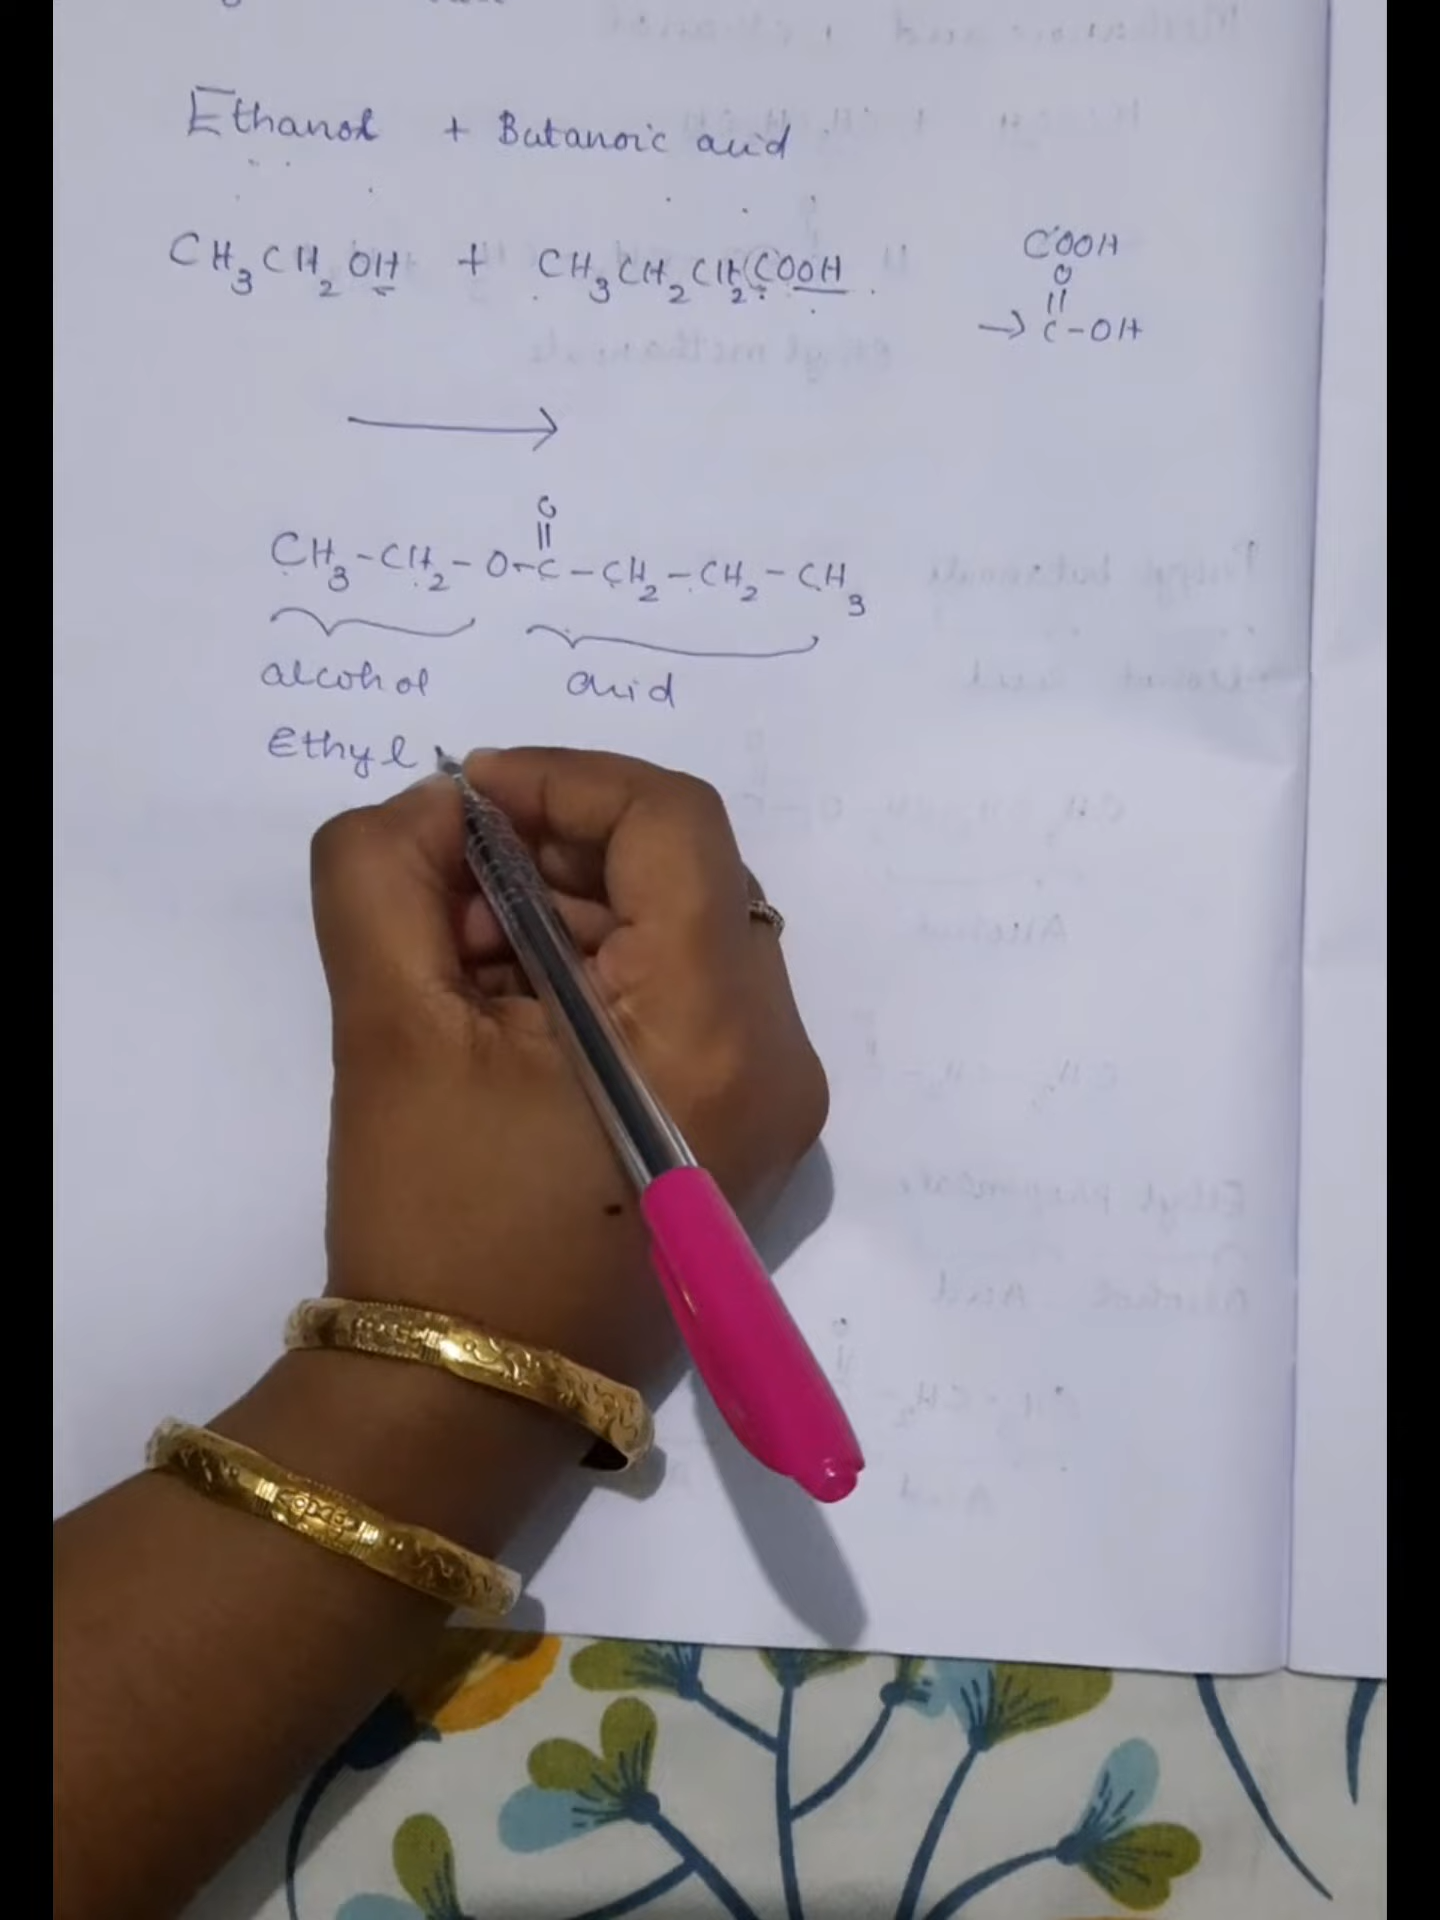 Ethanol + Butanoic acid
CH₃CH₂OH + CH₃CH₂CH₂COOH
COOH
O
||
→ C-OH
→
O
||
CH₃-CH₂-O-C-CH₂-CH₂-CH₃
alcohol acid
Ethyl